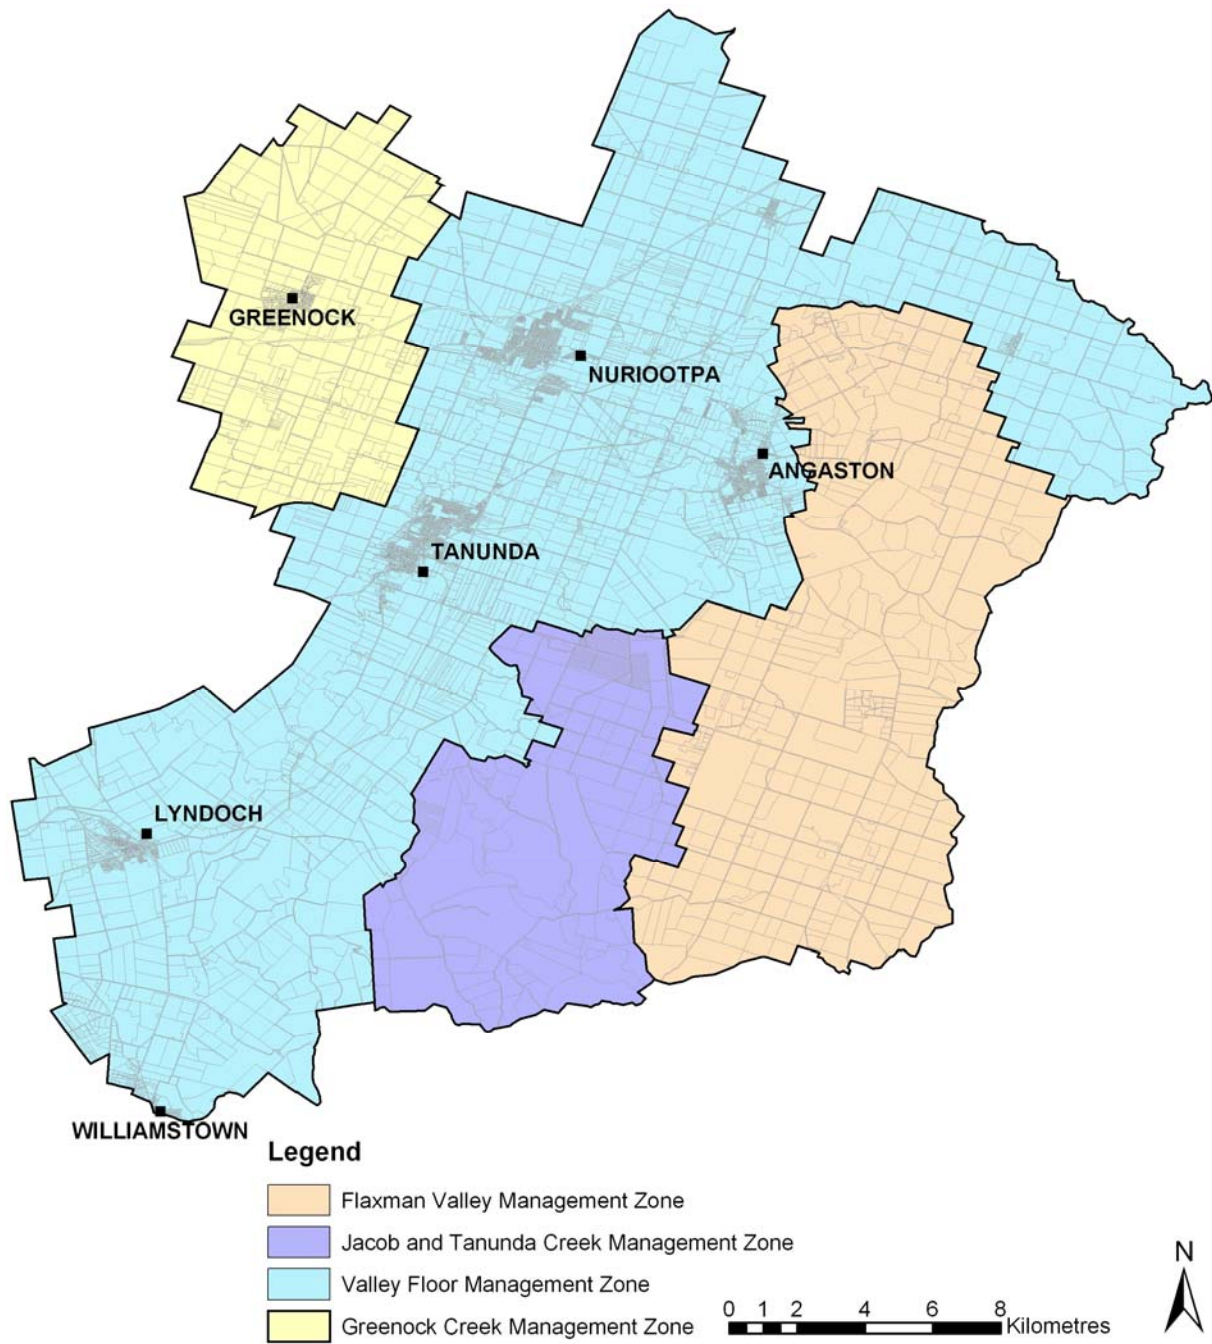 GREENOCK
NURIOOTPA
ANGASTON
TANUNDA
LYNDOCH
WILLIAMSTOWN
Legend
Flaxman Valley Management Zone
Jacob and Tanunda Creek Management Zone
Valley Floor Management Zone
Greenock Creek Management Zone
N
0 1 2 4 6 8
Kilometres